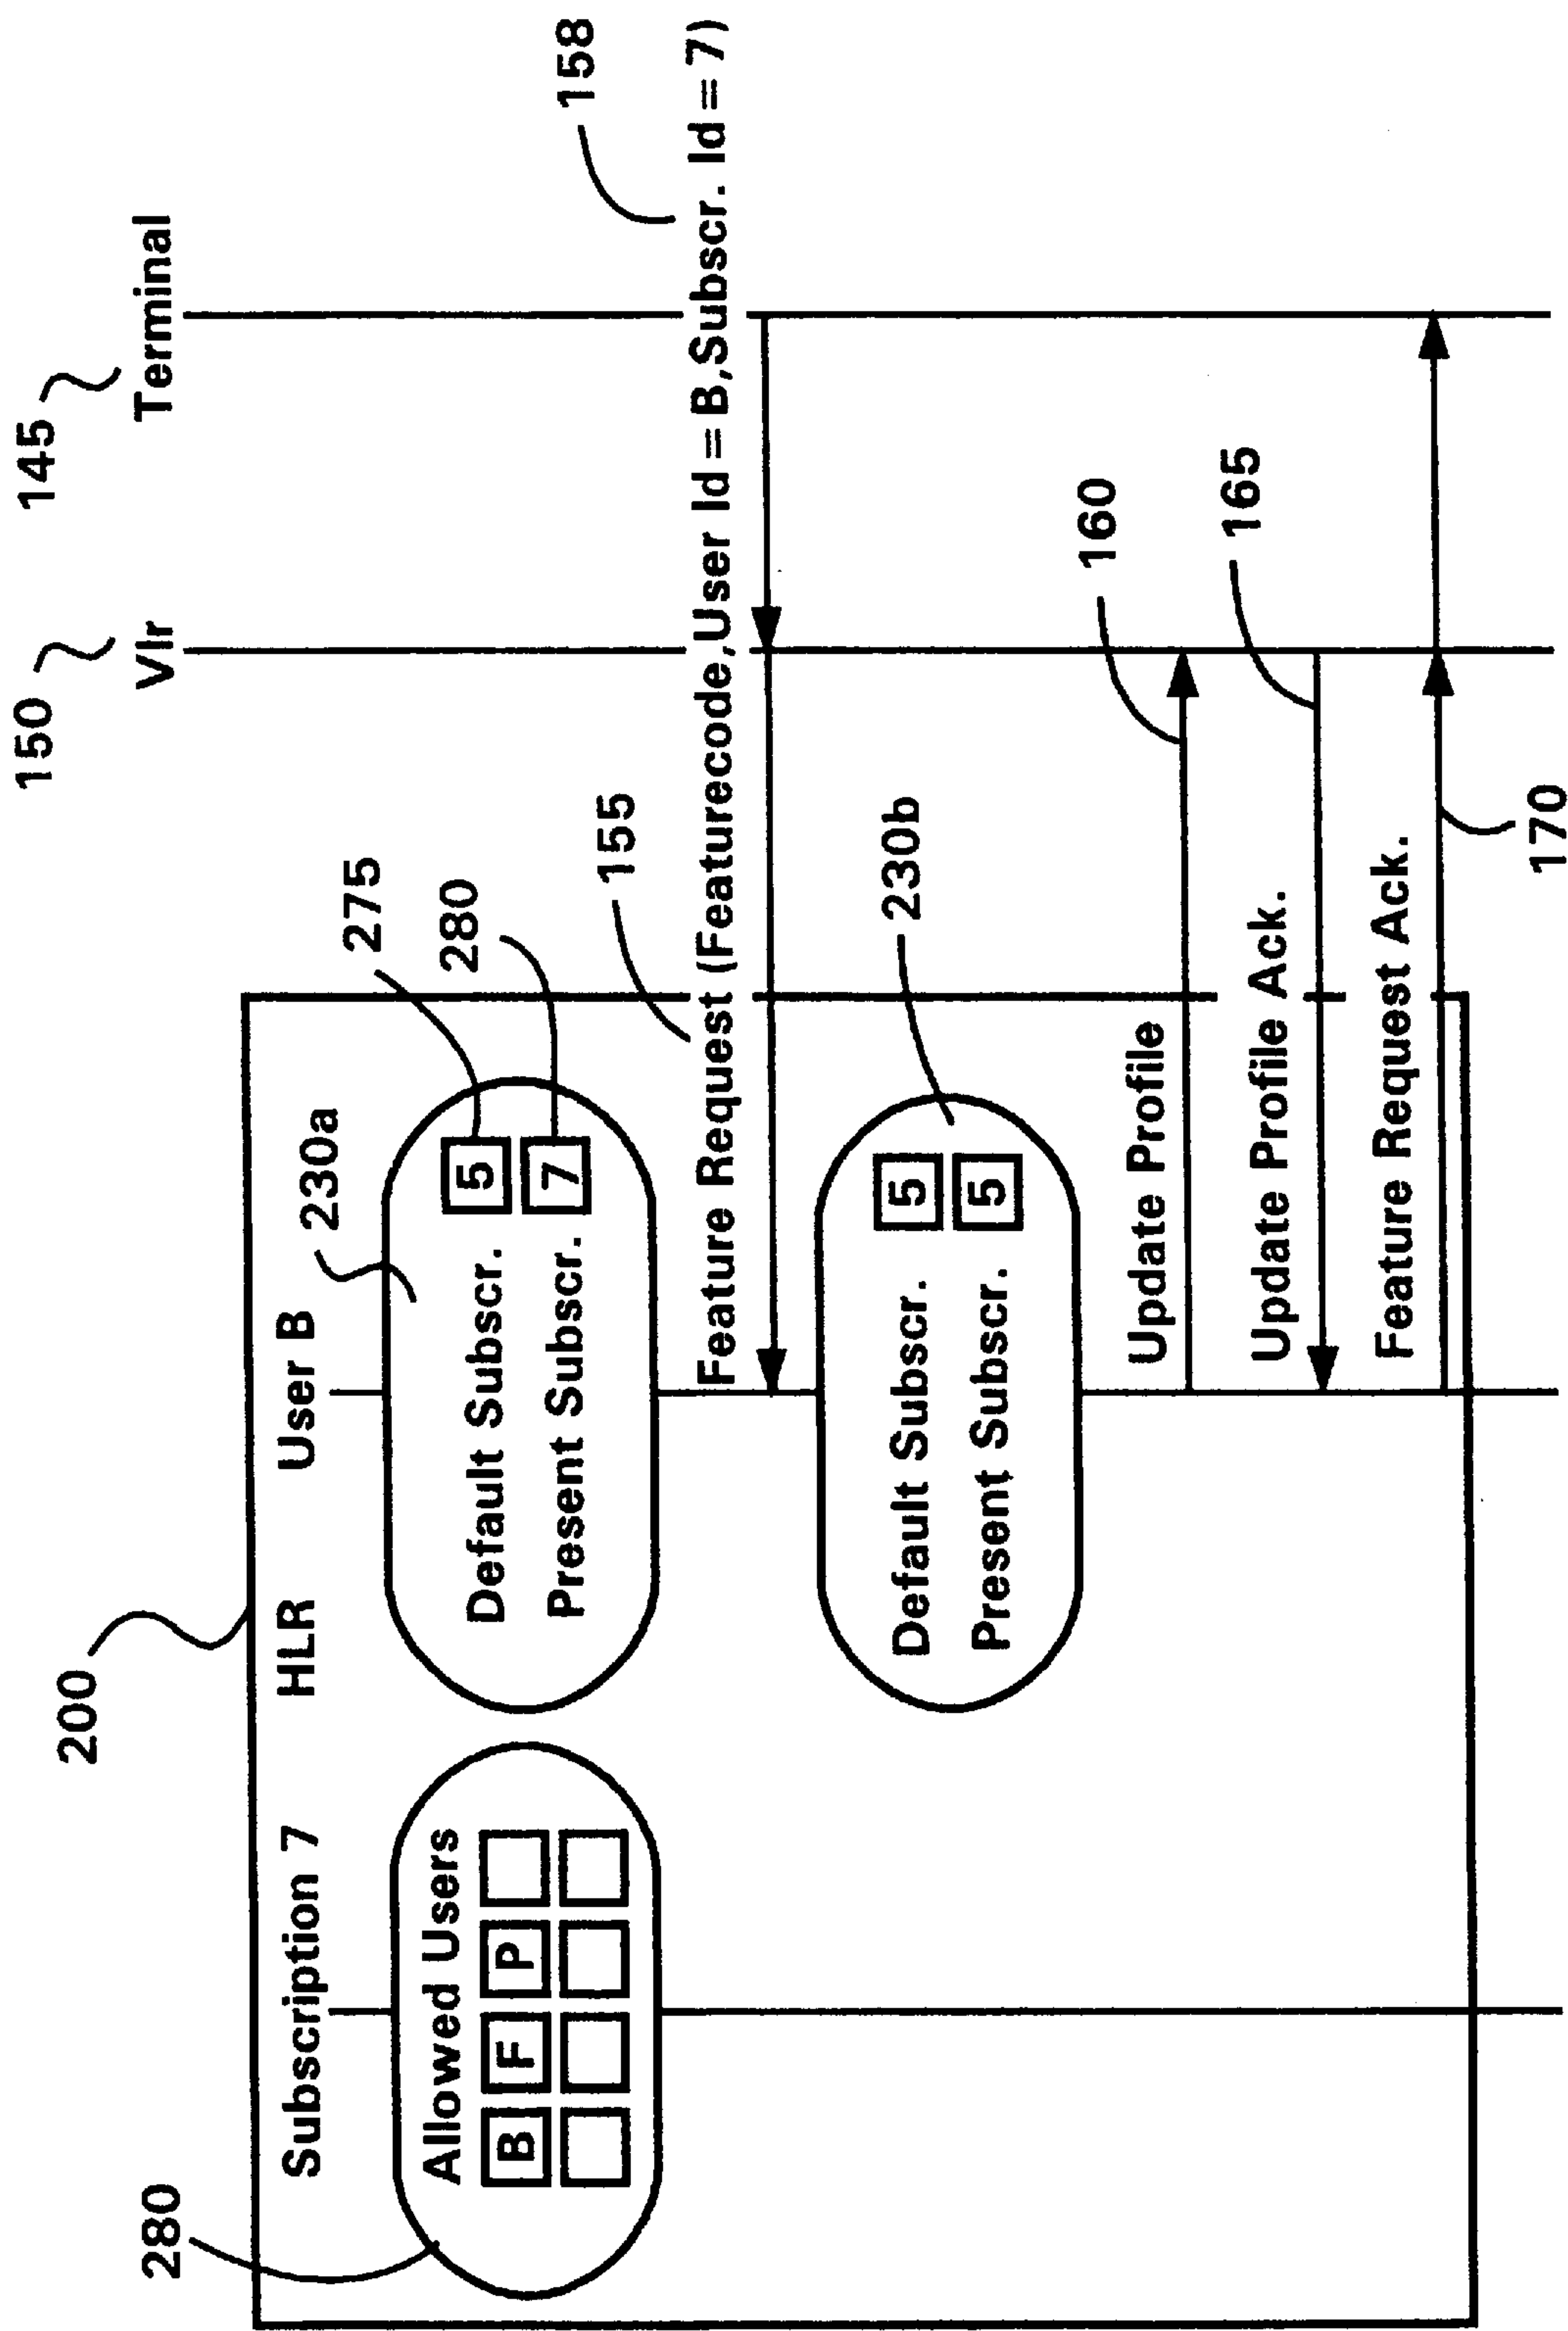 200
150
145
280
Subscription 7
HLR
User B
Vlr
Terminal
230a
275
280
158
Allowed Users
B F P
Default Subscr. 5
Present Subscr. 7
155
Feature Request (Featurecode,User Id = B,Subscr. Id = 7)
230b
Default Subscr. 5
Present Subscr. 5
160
Update Profile
165
Update Profile Ack.
Feature Request Ack.
170